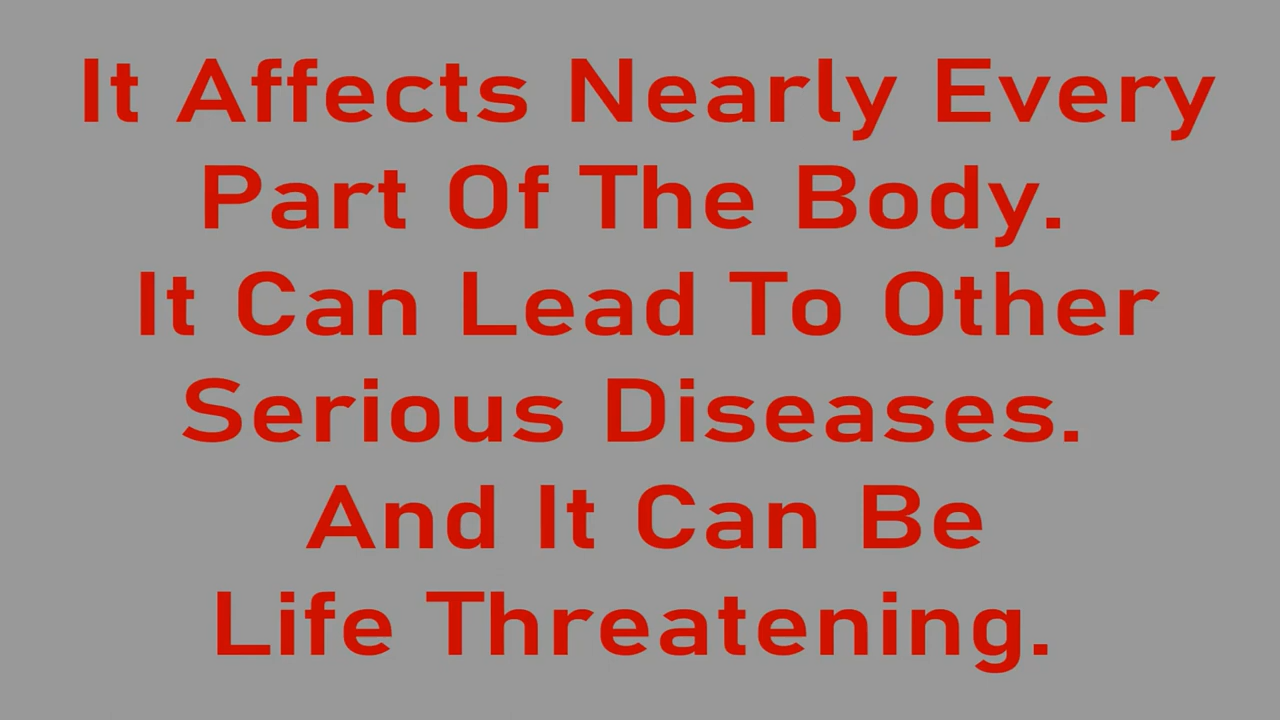 It Affects Nearly Every
Part Of The Body.
It Can Lead To Other
Serious Diseases.
And It Can Be
Life Threatening.